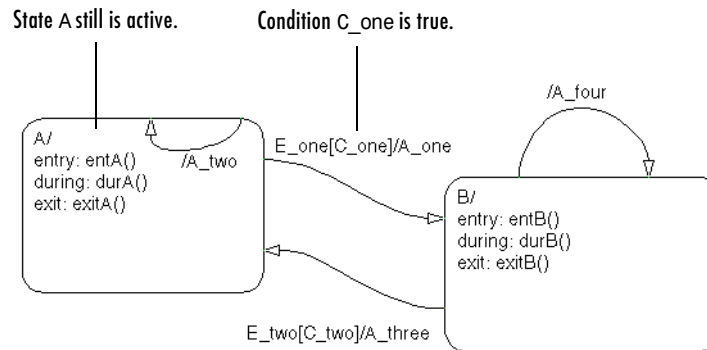 State A still is active.
Condition C_one is true.
/A_four
A/
entry: entA()
during: durA()
exit: exitA()
/A_two
E_one[C_one]/A_one
B/
entry: entB()
during: durB()
exit: exitB()
E_two[C_two]/A_three